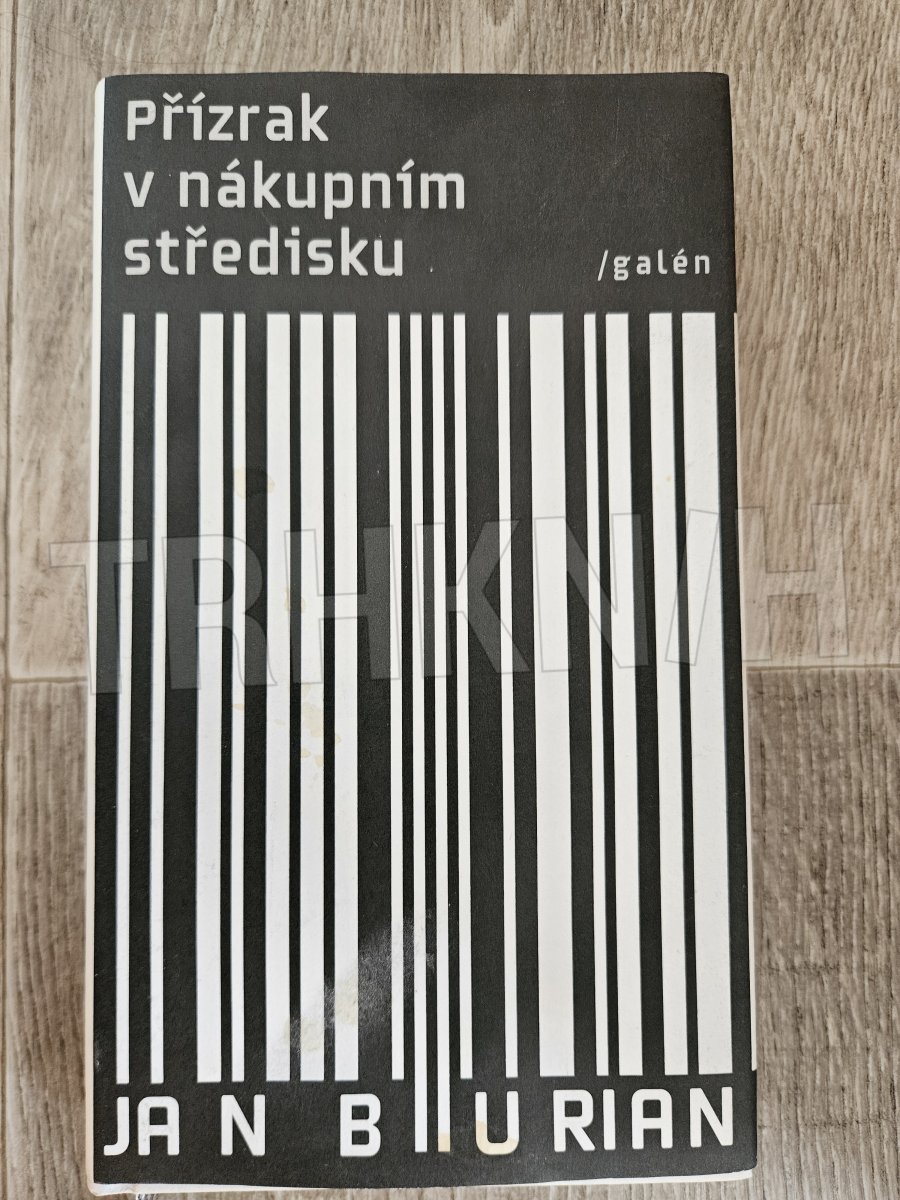 Přízrak
v nákupním
středisku
/galén
TRHKNIH
JAN BURIAN